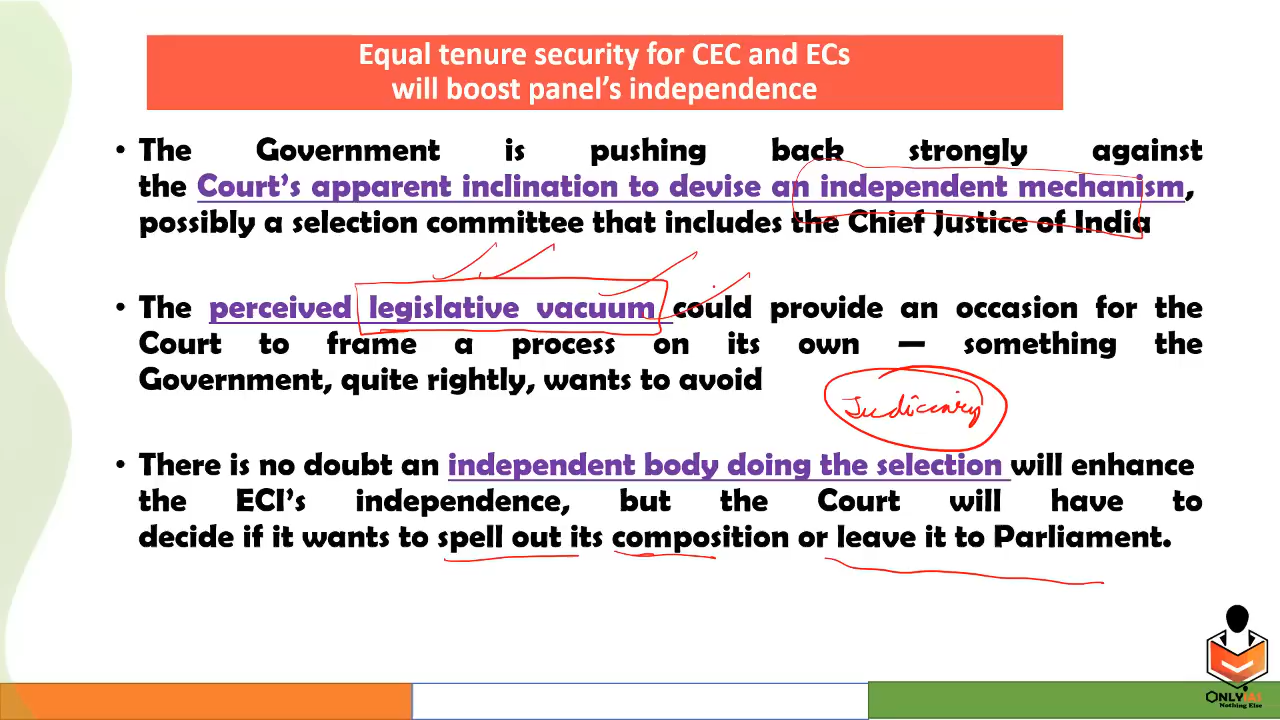 Equal tenure security for CEC and ECs
will boost panel's independence
• The Government is pushing back strongly against
the Court's apparent inclination to devise an independent mechanism,
possibly a selection committee that includes the Chief Justice of India
• The perceived legislative vacuum could provide an occasion for the
Court to frame a process on its own — something the
Government, quite rightly, wants to avoid
Judiciary
• There is no doubt an independent body doing the selection will enhance
the ECI's independence, but the Court will have to
decide if it wants to spell out its composition or leave it to Parliament.
ONLYIAS
Nothing Else